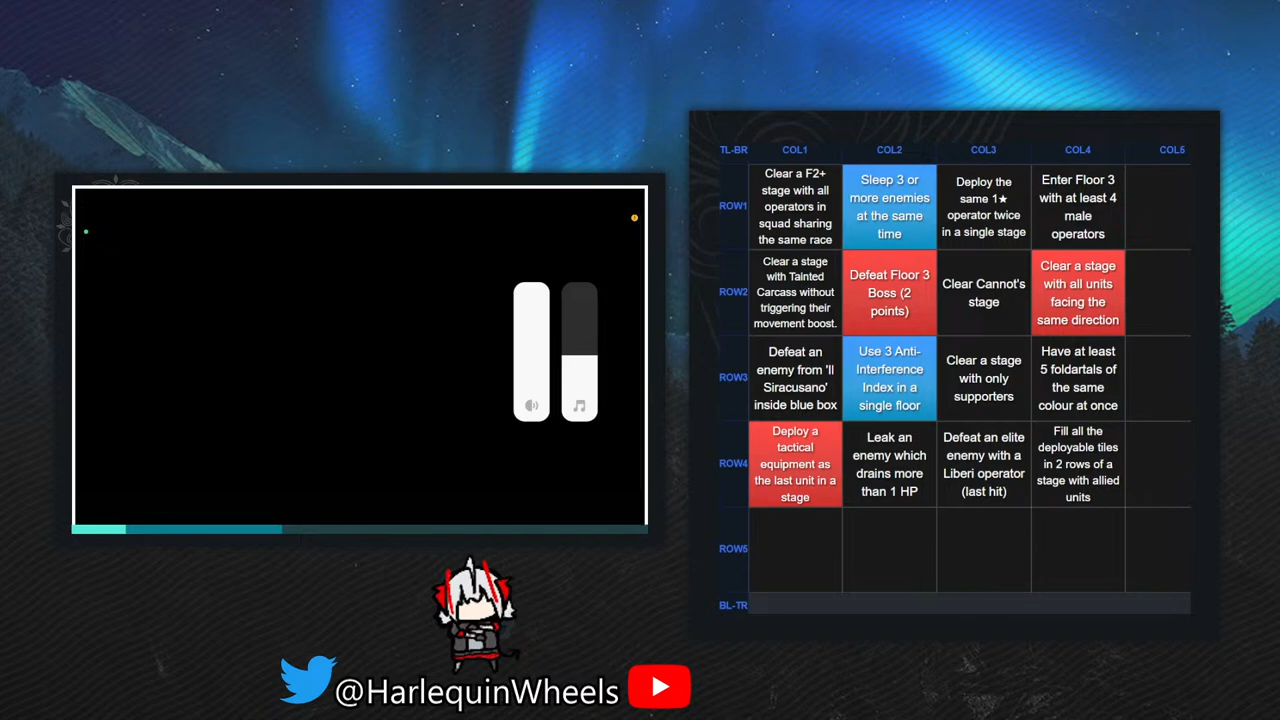 TL-BR COL1 COL2 COL3 COL4 COL5
ROW1
Clear a F2+
stage with all
operators in
squad sharing
the same race
Sleep 3 or
more enemies
at the same
time
Deploy the
same 1★
operator twice
in a single stage
Enter Floor 3
with at least 4
male
operators
ROW2
Clear a stage
with Tainted
Carcass without
triggering their
movement boost.
Defeat Floor 3
Boss (2
points)
Clear Cannot's
stage
Clear a stage
with all units
facing the
same direction
ROW3
Defeat an
enemy from 'Il
Siracusano'
inside blue box
Use 3 Anti-
Interference
Index in a
single floor
Clear a stage
with only
supporters
Have at least
5 foldartals of
the same
colour at once
ROW4
Deploy a
tactical
equipment as
the last unit in a
stage
Leak an
enemy which
drains more
than 1 HP
Defeat an elite
enemy with a
Liberi operator
(last hit)
Fill all the
deployable tiles
in 2 rows of a
stage with allied
units
ROW5
BL-TR
@HarlequinWheels